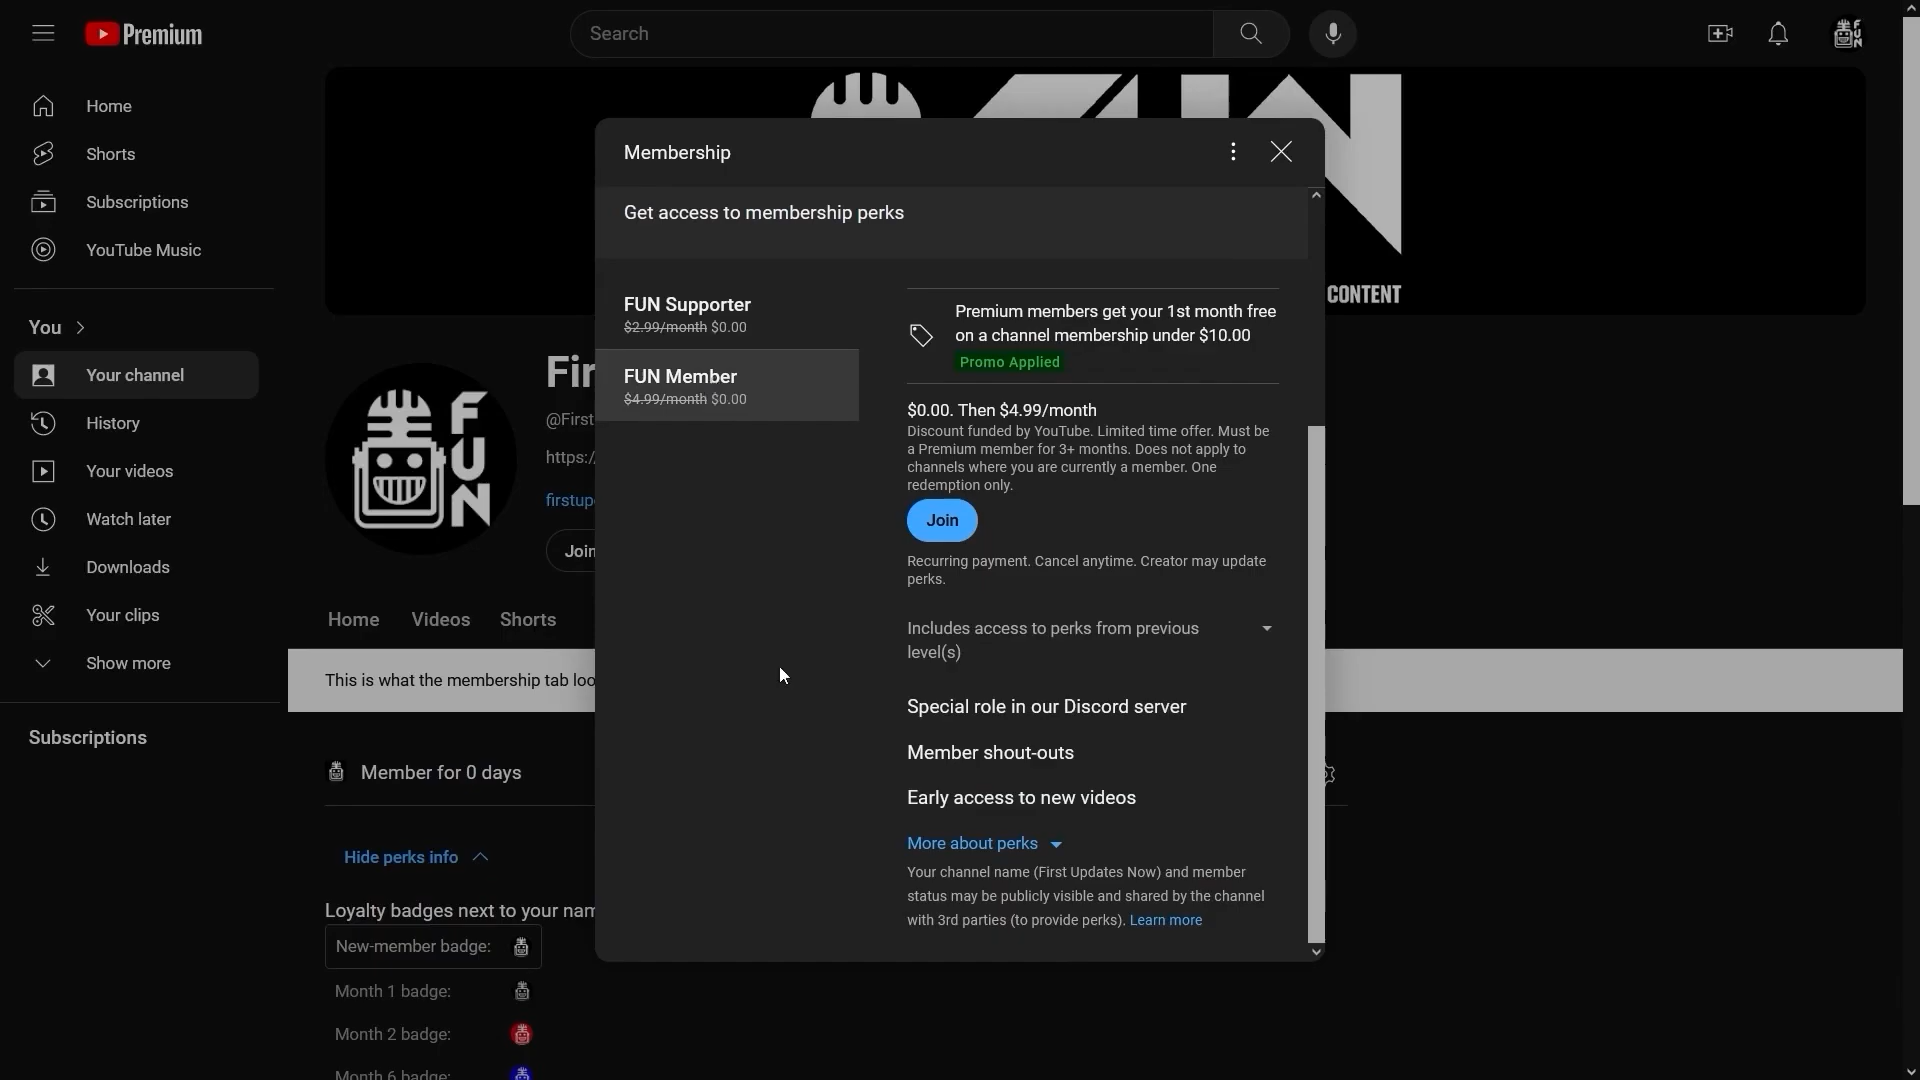 Premium
Search
FUN
Home
Shorts
Subscriptions
YouTube Music
You
Your channel
History
Your videos
Watch later
Downloads
Your clips
Show more
Subscriptions
CONTENT
FUN
Fir
@First
https:/
firstup
Join
Home Videos Shorts
This is what the membership tab loo
Member for 0 days
Hide perks info
Loyalty badges next to your nam
New-member badge:
Month 1 badge:
Month 2 badge:
Month 6 badge:
Membership
Get access to membership perks
FUN Supporter
$2.99/month $0.00
FUN Member
$4.99/month $0.00
Premium members get your 1st month free
on a channel membership under $10.00
Promo Applied
$0.00. Then $4.99/month
Discount funded by YouTube. Limited time offer. Must be
a Premium member for 3+ months. Does not apply to
channels where you are currently a member. One
redemption only.
Join
Recurring payment. Cancel anytime. Creator may update
perks.
Includes access to perks from previous
level(s)
Special role in our Discord server
Member shout-outs
Early access to new videos
More about perks
Your channel name (First Updates Now) and member
status may be publicly visible and shared by the channel
with 3rd parties (to provide perks). Learn more